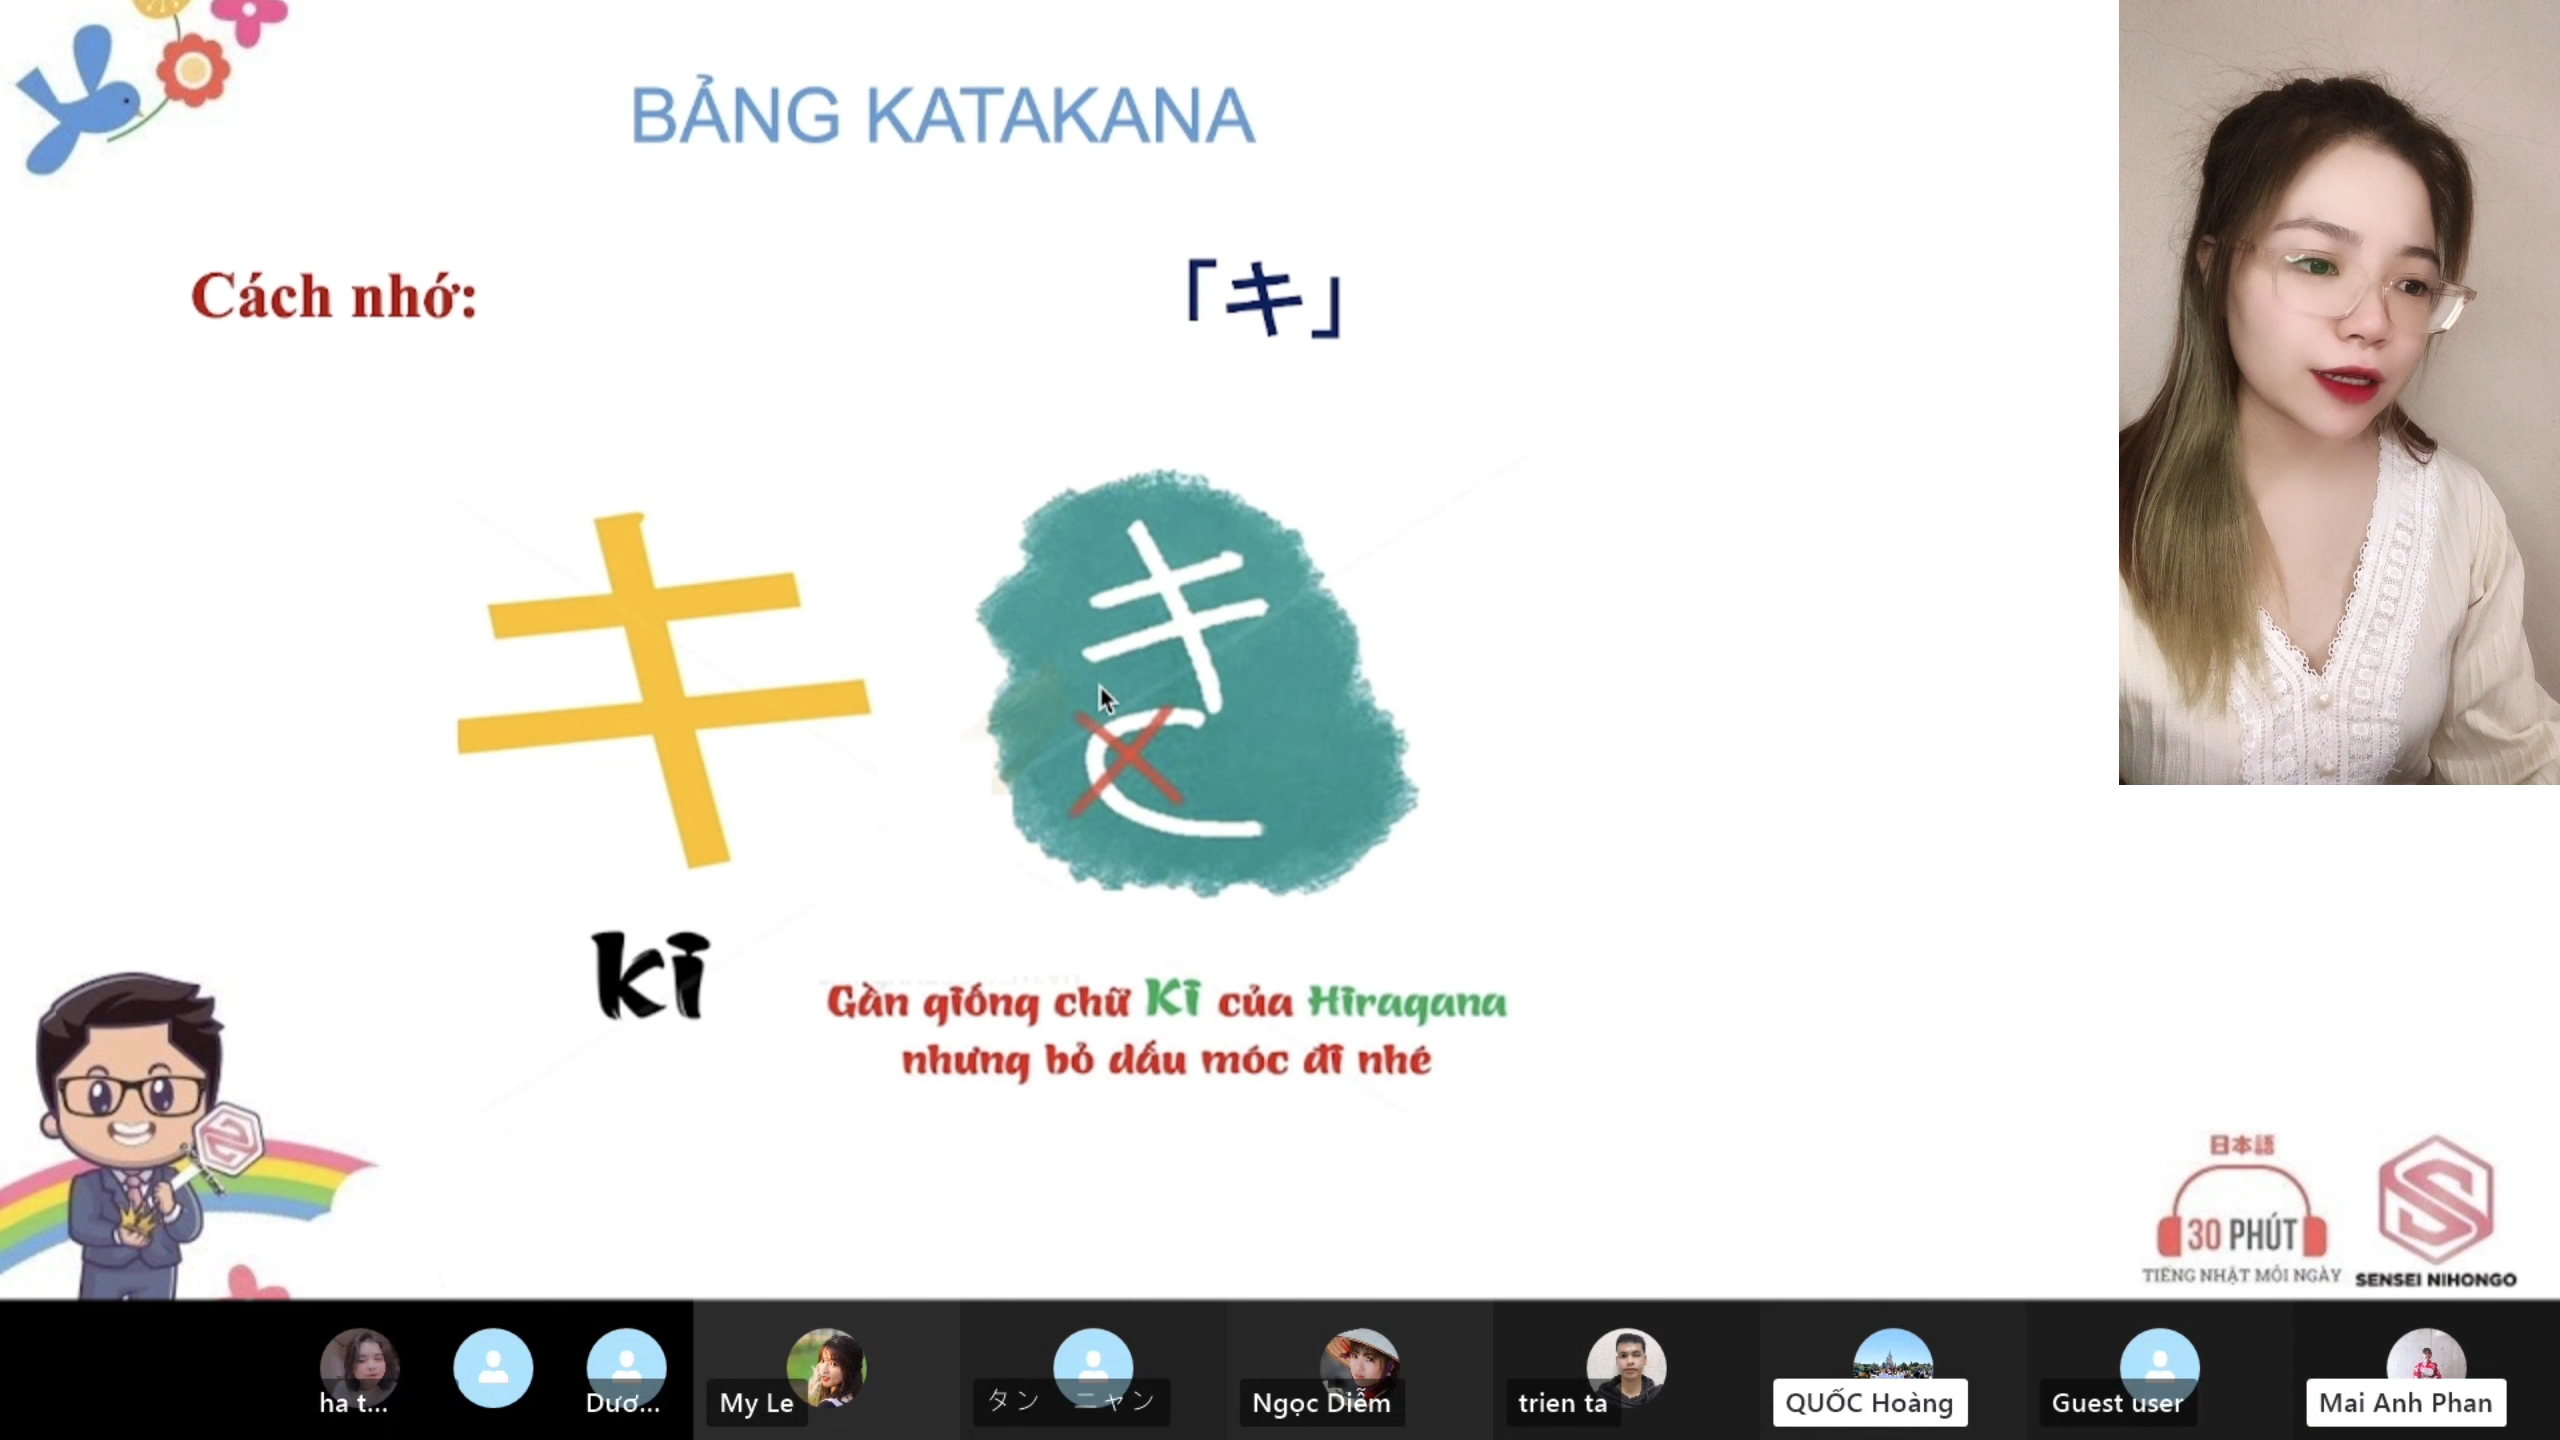 BẢNG KATAKANA
Cách nhớ:
「キ」
キ
き
ki
Gần giống chữ Ki của Hiragana
nhưng bỏ dấu móc đi nhé
日本語
30 PHÚT
TIẾNG NHẬT MỖI NGÀY
SENSEI NIHONGO
ha t...
Dươ...
My Le
タン ニャン
Ngọc Diễm
trien ta
QUỐC Hoàng
Guest user
Mai Anh Phan